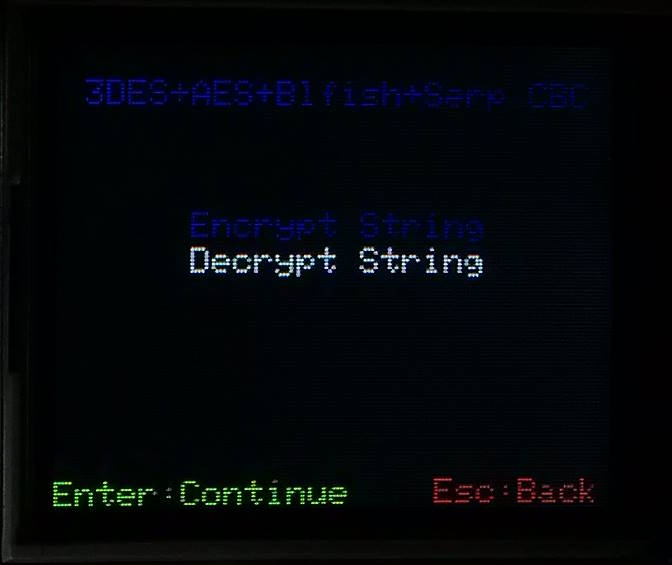 3DES+AES+Blfish+Serp CBC
Encrypt String
Decrypt String
Enter:Continue
Esc:Back